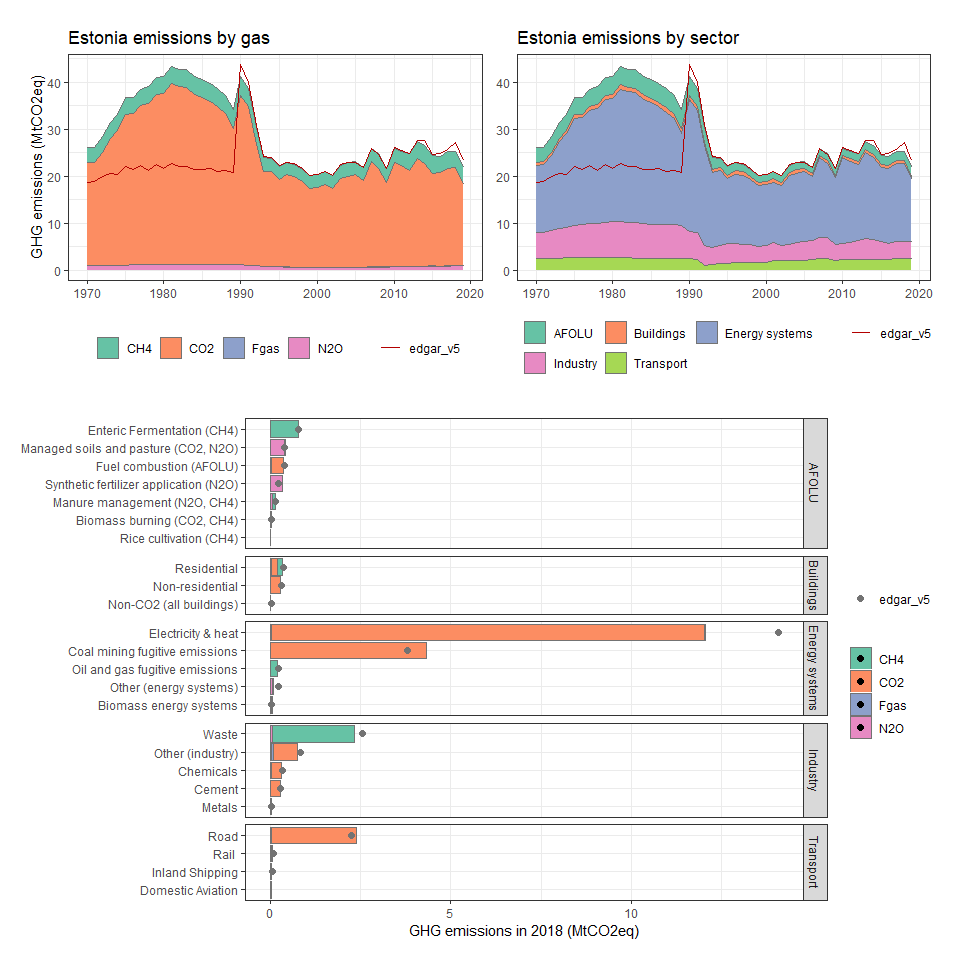 Estonia emissions by gas
GHG emissions (MtCO2eq)
40
30
20
10
0
1970
1980
1990
2000
2010
2020
CH4
CO2
Fgas
N2O
edgar_v5
Estonia emissions by sector
40
30
20
10
0
1970
1980
1990
2000
2010
2020
AFOLU
Buildings
Energy systems
edgar_v5
Industry
Transport
Enteric Fermentation (CH4)
Managed soils and pasture (CO2, N2O)
Fuel combustion (AFOLU)
Synthetic fertilizer application (N2O)
Manure management (N2O, CH4)
Biomass burning (CO2, CH4)
Rice cultivation (CH4)
AFOLU
Residential
Non-residential
Non-CO2 (all buildings)
Buildings
Electricity & heat
Coal mining fugitive emissions
Oil and gas fugitive emissions
Other (energy systems)
Biomass energy systems
Energy systems
Waste
Other (industry)
Chemicals
Cement
Metals
Industry
Road
Rail
Inland Shipping
Domestic Aviation
Transport
0
5
10
GHG emissions in 2018 (MtCO2eq)
edgar_v5
CH4
CO2
Fgas
N2O